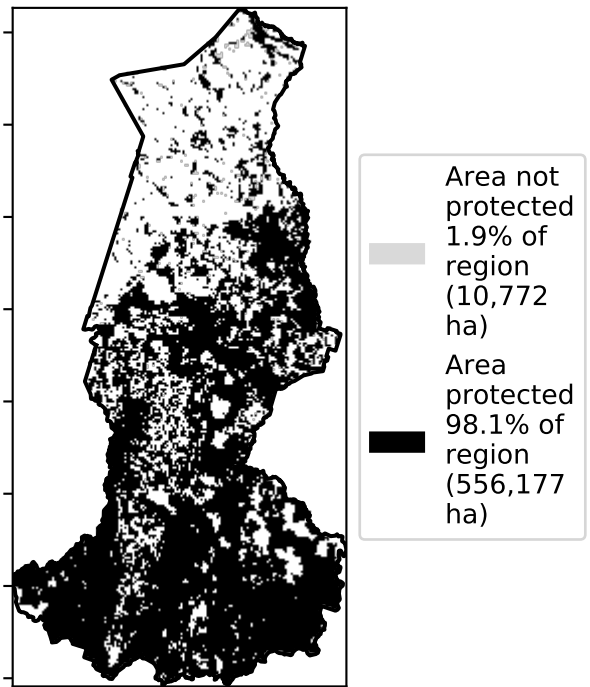 Area not
protected
1.9% of
region
(10,772
ha)
Area
protected
98.1% of
region
(556,177
ha)